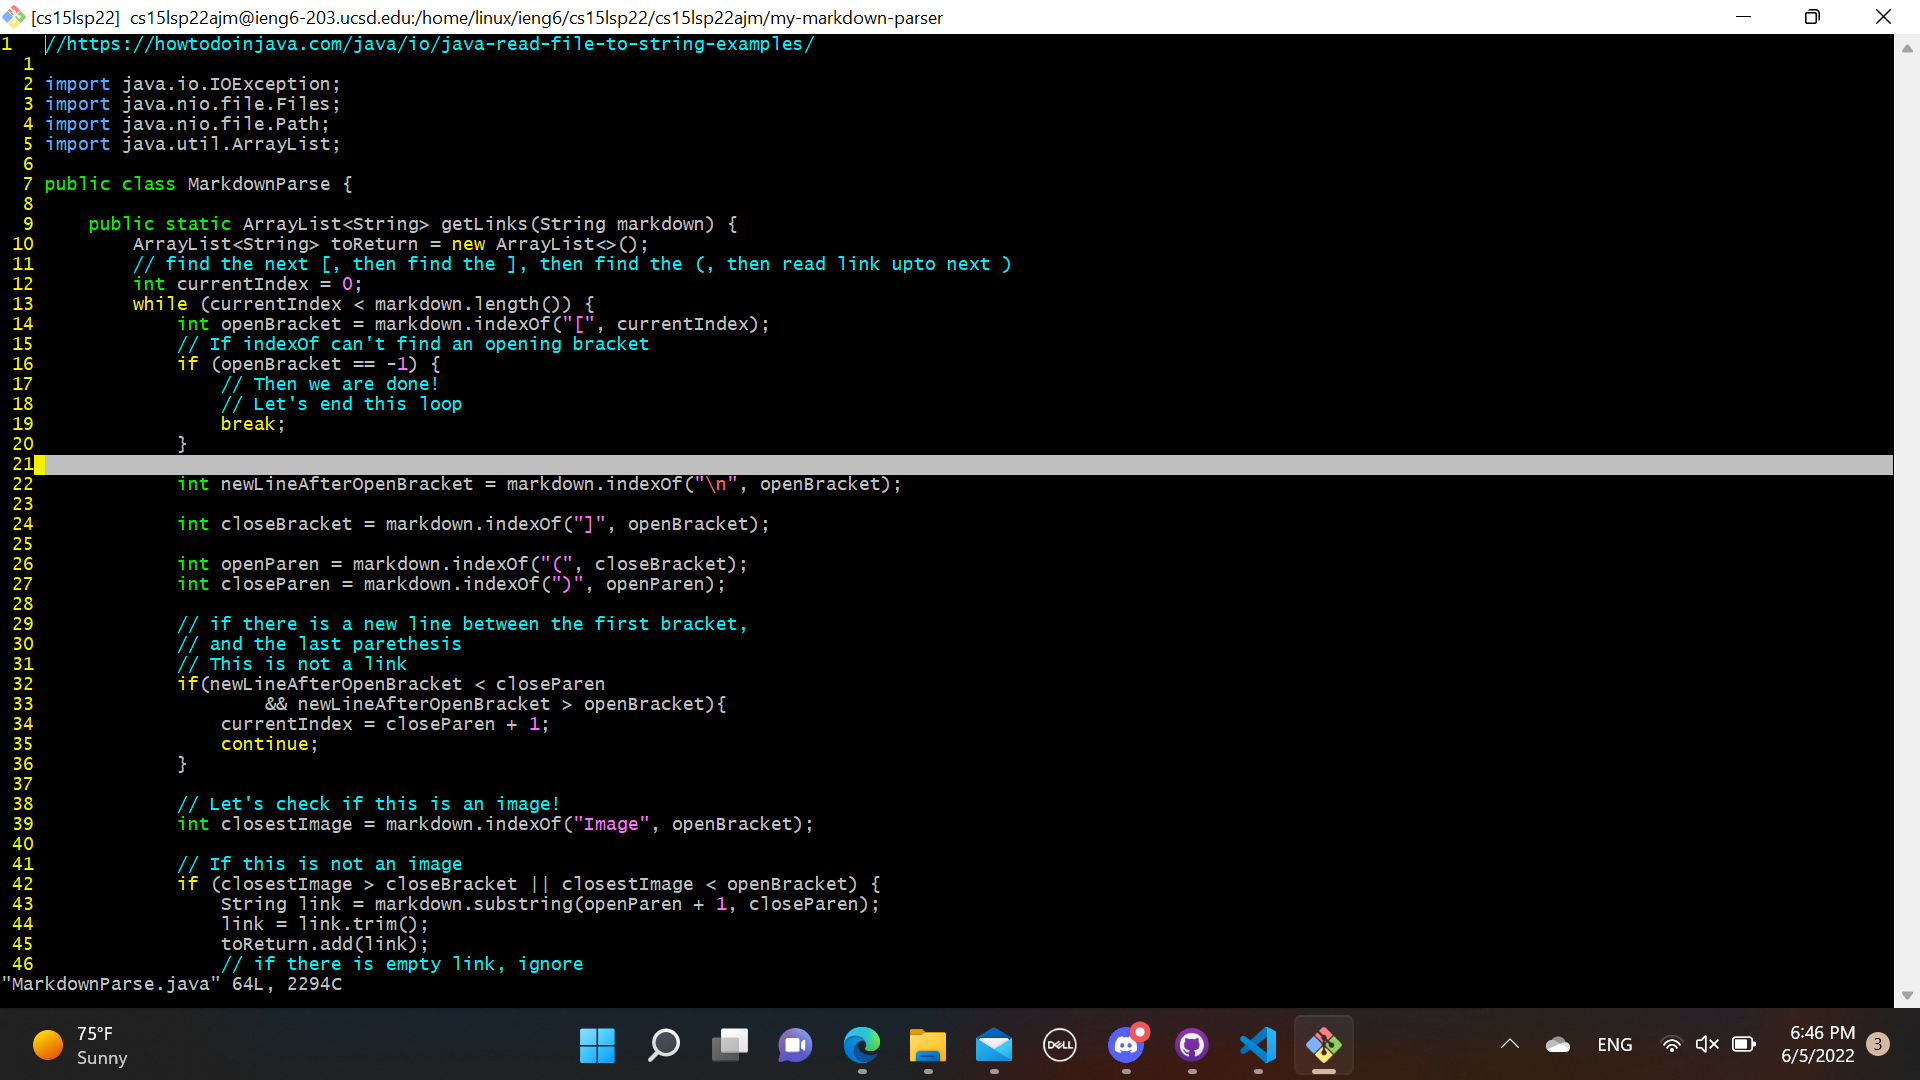 [cs15lsp22] cs15lsp22ajm@ieng6-203.ucsd.edu:/home/linux/ieng6/cs15lsp22/cs15lsp22ajm/my-markdown-parser
1 //https://howtodoinjava.com/java/io/java-read-file-to-string-examples/
1
2 import java.io.IOException;
3 import java.nio.file.Files;
4 import java.nio.file.Path;
5 import java.util.ArrayList;
6
7 public class MarkdownParse {
8
9     public static ArrayList<String> getLinks(String markdown) {
10         ArrayList<String> toReturn = new ArrayList<>();
11         // find the next [, then find the ], then find the (, then read link upto next )
12         int currentIndex = 0;
13         while (currentIndex < markdown.length()) {
14             int openBracket = markdown.indexOf("[", currentIndex);
15             // If indexOf can't find an opening bracket
16             if (openBracket == -1) {
17                 // Then we are done!
18                 // Let's end this loop
19                 break;
20             }
21
22             int newLineAfterOpenBracket = markdown.indexOf("\n", openBracket);
23
24             int closeBracket = markdown.indexOf("]", openBracket);
25
26             int openParen = markdown.indexOf("(", closeBracket);
27             int closeParen = markdown.indexOf(")", openParen);
28
29             // if there is a new line between the first bracket,
30             // and the last parethesis
31             // This is not a link
32             if(newLineAfterOpenBracket < closeParen
33                     && newLineAfterOpenBracket > openBracket){
34                 currentIndex = closeParen + 1;
35                 continue;
36             }
37
38             // Let's check if this is an image!
39             int closestImage = markdown.indexOf("Image", openBracket);
40
41             // If this is not an image
42             if (closestImage > closeBracket || closestImage < openBracket) {
43                 String link = markdown.substring(openParen + 1, closeParen);
44                 link = link.trim();
45                 toReturn.add(link);
46                 // if there is empty link, ignore
"MarkdownParse.java" 64L, 2294C
75°F
Sunny
DELL
ENG
6:46 PM
6/5/2022
3